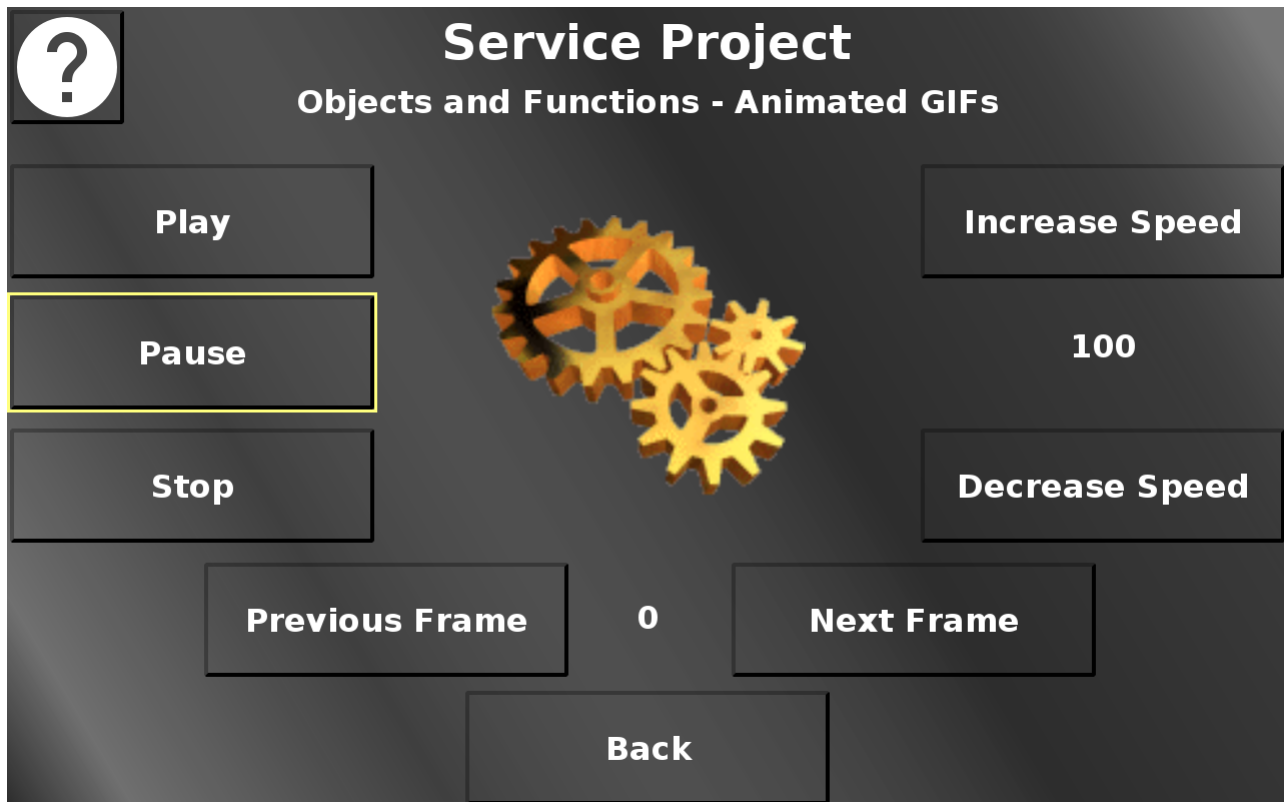 ?
Service Project
Objects and Functions - Animated GIFs
Play
Increase Speed
Pause
100
Stop
Decrease Speed
Previous Frame
0
Next Frame
Back